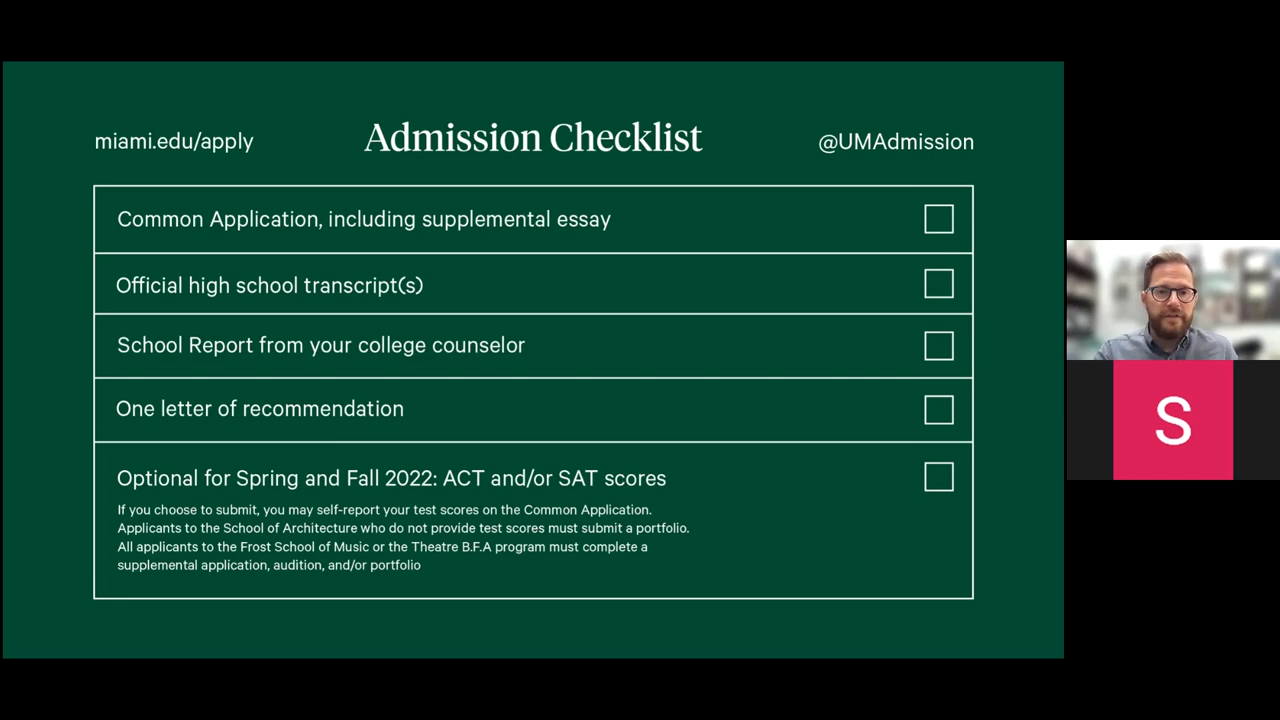 miami.edu/apply
Admission Checklist
@UMAdmission
Common Application, including supplemental essay
Official high school transcript(s)
School Report from your college counselor
One letter of recommendation
Optional for Spring and Fall 2022: ACT and/or SAT scores
If you choose to submit, you may self-report your test scores on the Common Application.
Applicants to the School of Architecture who do not provide test scores must submit a portfolio.
All applicants to the Frost School of Music or the Theatre B.F.A program must complete a
supplemental application, audition, and/or portfolio
S